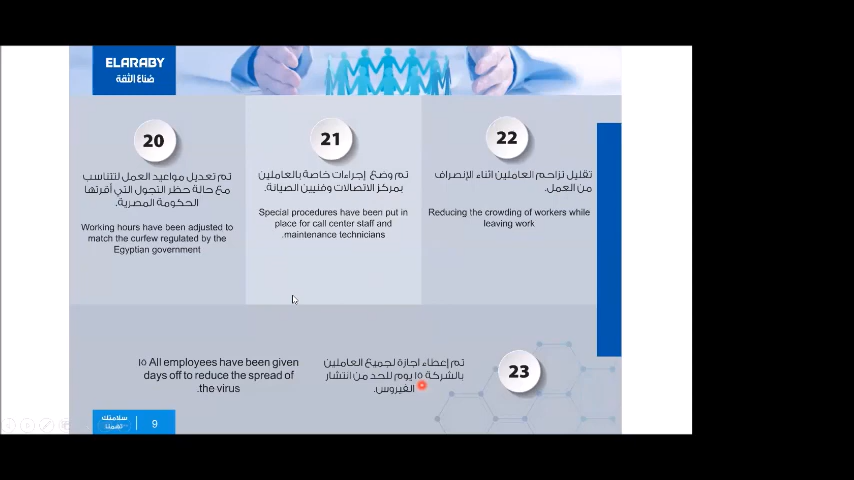 ELARABY
صناع الثقة
20
تم تعديل مواعيد العمل لتتناسب
مع حالة حظر التجول التي أقرتها
الحكومة المصرية.
Working hours have been adjusted to
match the curfew regulated by the
Egyptian government
21
تم وضع إجراءات خاصة بالعاملين
بمركز الاتصالات وفنيين الصيانة.
Special procedures have been put in
place for call center staff and
.maintenance technicians
22
تقليل تزاحم العاملين اثناء الإنصراف
من العمل.
Reducing the crowding of workers while
leaving work
23
تم إعطاء اجازة لجميع العاملين
بالشركة ١٥ يوم للحد من انتشار
الفيروس.
١٥ All employees have been given
days off to reduce the spread of
.the virus
سلامتك
تهمنا
9